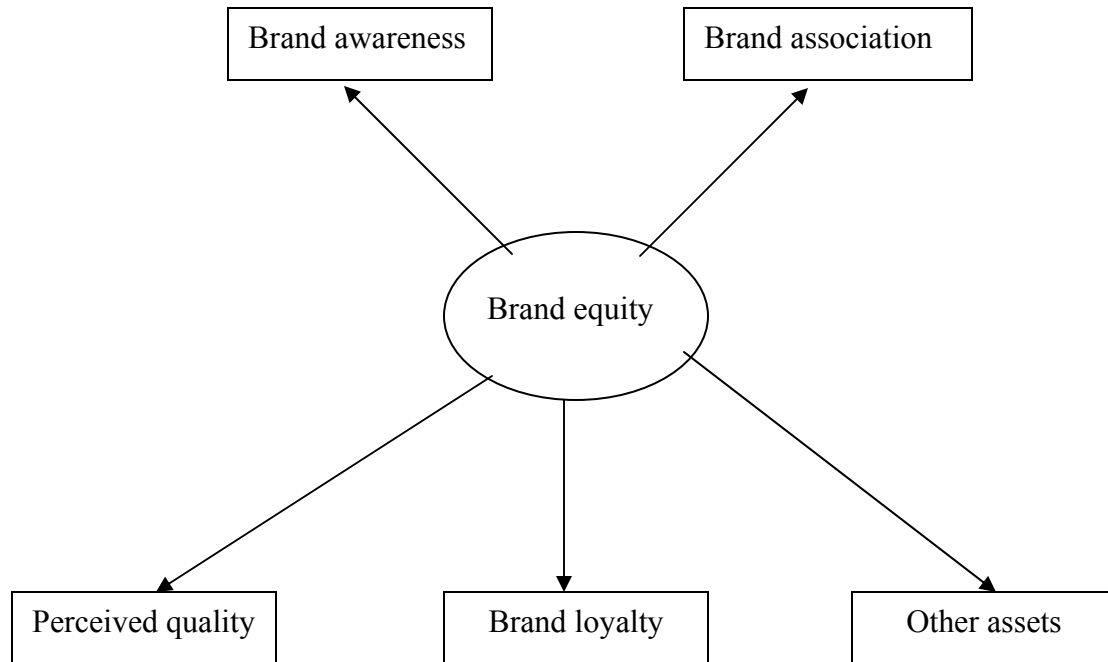 Brand awareness
Brand association
Brand equity
Perceived quality
Brand loyalty
Other assets